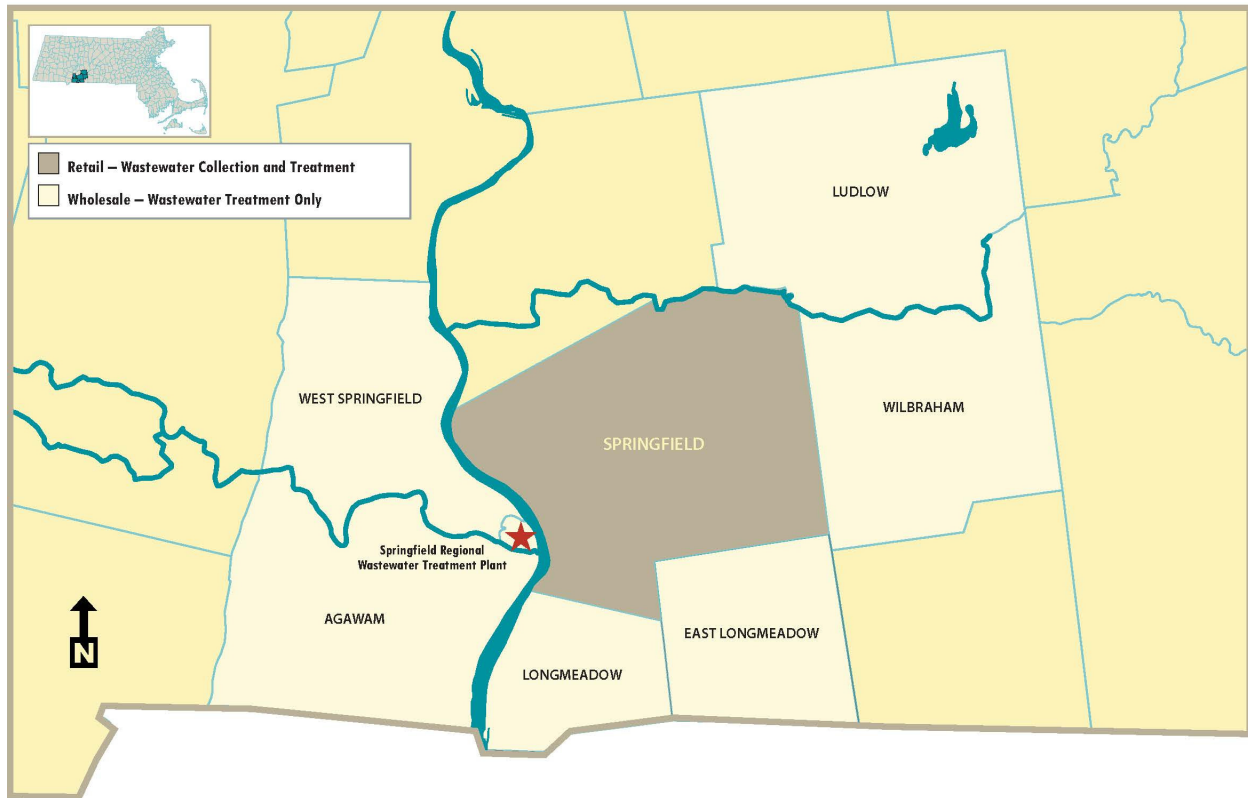 Retail – Wastewater Collection and Treatment
Wholesale – Wastewater Treatment Only
LUDLOW
WEST SPRINGFIELD
WILBRAHAM
SPRINGFIELD
Springfield Regional
Wastewater Treatment Plant
AGAWAM
EAST LONGMEADOW
LONGMEADOW
N